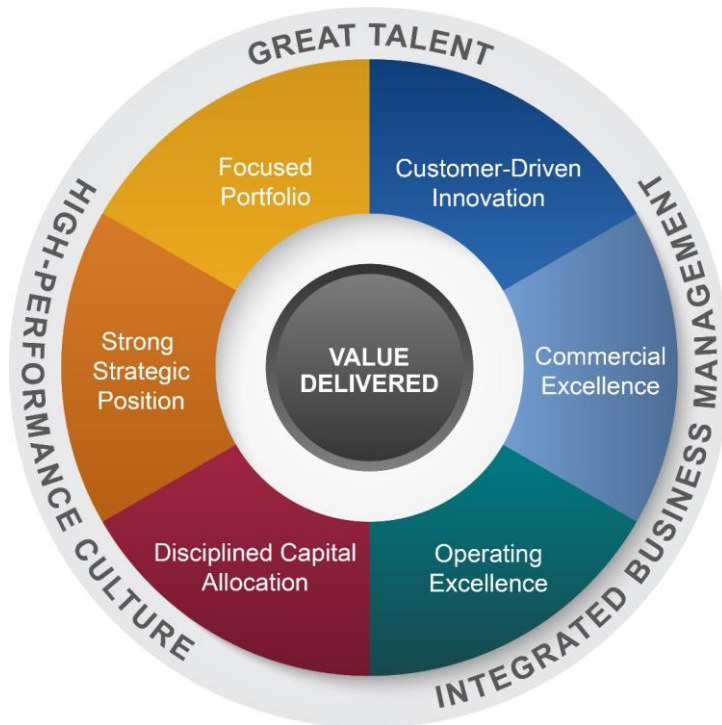 GREAT TALENT
Focused
Portfolio
Customer-Driven
Innovation
HIGH-PERFORMANCE CULTURE
Strong
Strategic
Position
VALUE
DELIVERED
Commercial
Excellence
INTEGRATED BUSINESS MANAGEMENT
Disciplined Capital
Allocation
Operating
Excellence